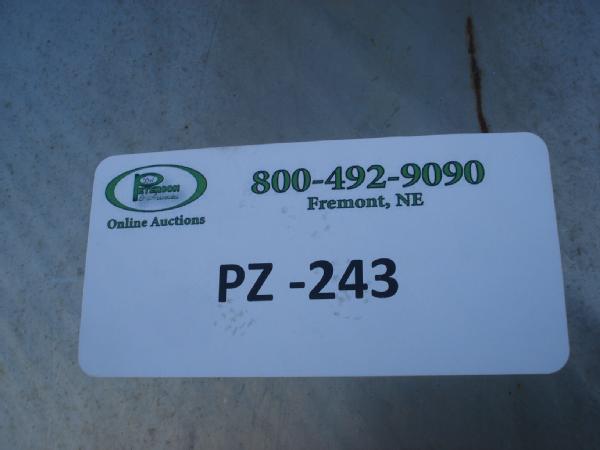 PETERSON
Online Auctions
800-492-9090
Fremont, NE
PZ -243